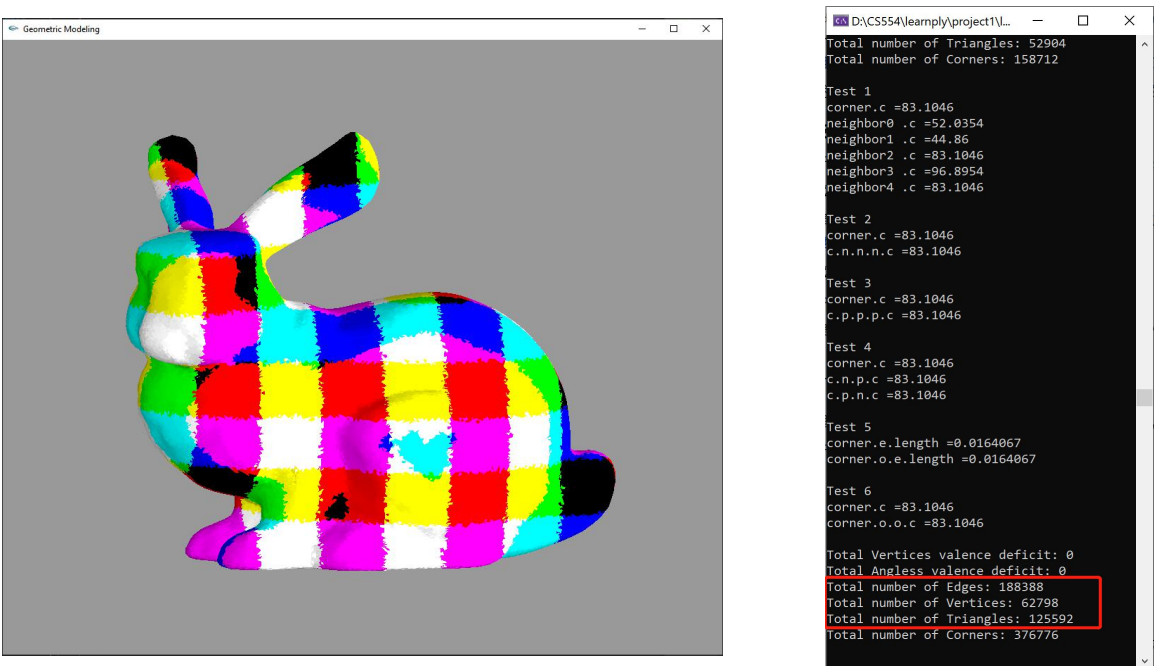 Geometric Modeling
D:\CS554\learnply\project1\l...
Total number of Triangles: 52904
Total number of Corners: 158712
Test 1
corner.c =83.1046
neighbor0 .c =52.0354
neighbor1 .c =44.86
neighbor2 .c =83.1046
neighbor3 .c =96.8954
neighbor4 .c =83.1046
Test 2
corner.c =83.1046
c.n.n.n.c =83.1046
Test 3
corner.c =83.1046
c.p.p.p.c =83.1046
Test 4
corner.c =83.1046
c.n.p.c =83.1046
c.p.n.c =83.1046
Test 5
corner.e.length =0.0164067
corner.o.e.length =0.0164067
Test 6
corner.c =83.1046
corner.o.o.c =83.1046
Total Vertices valence deficit: 0
Total Angless valence deficit: 0
Total number of Edges: 188388
Total number of Vertices: 62798
Total number of Triangles: 125592
Total number of Corners: 376776